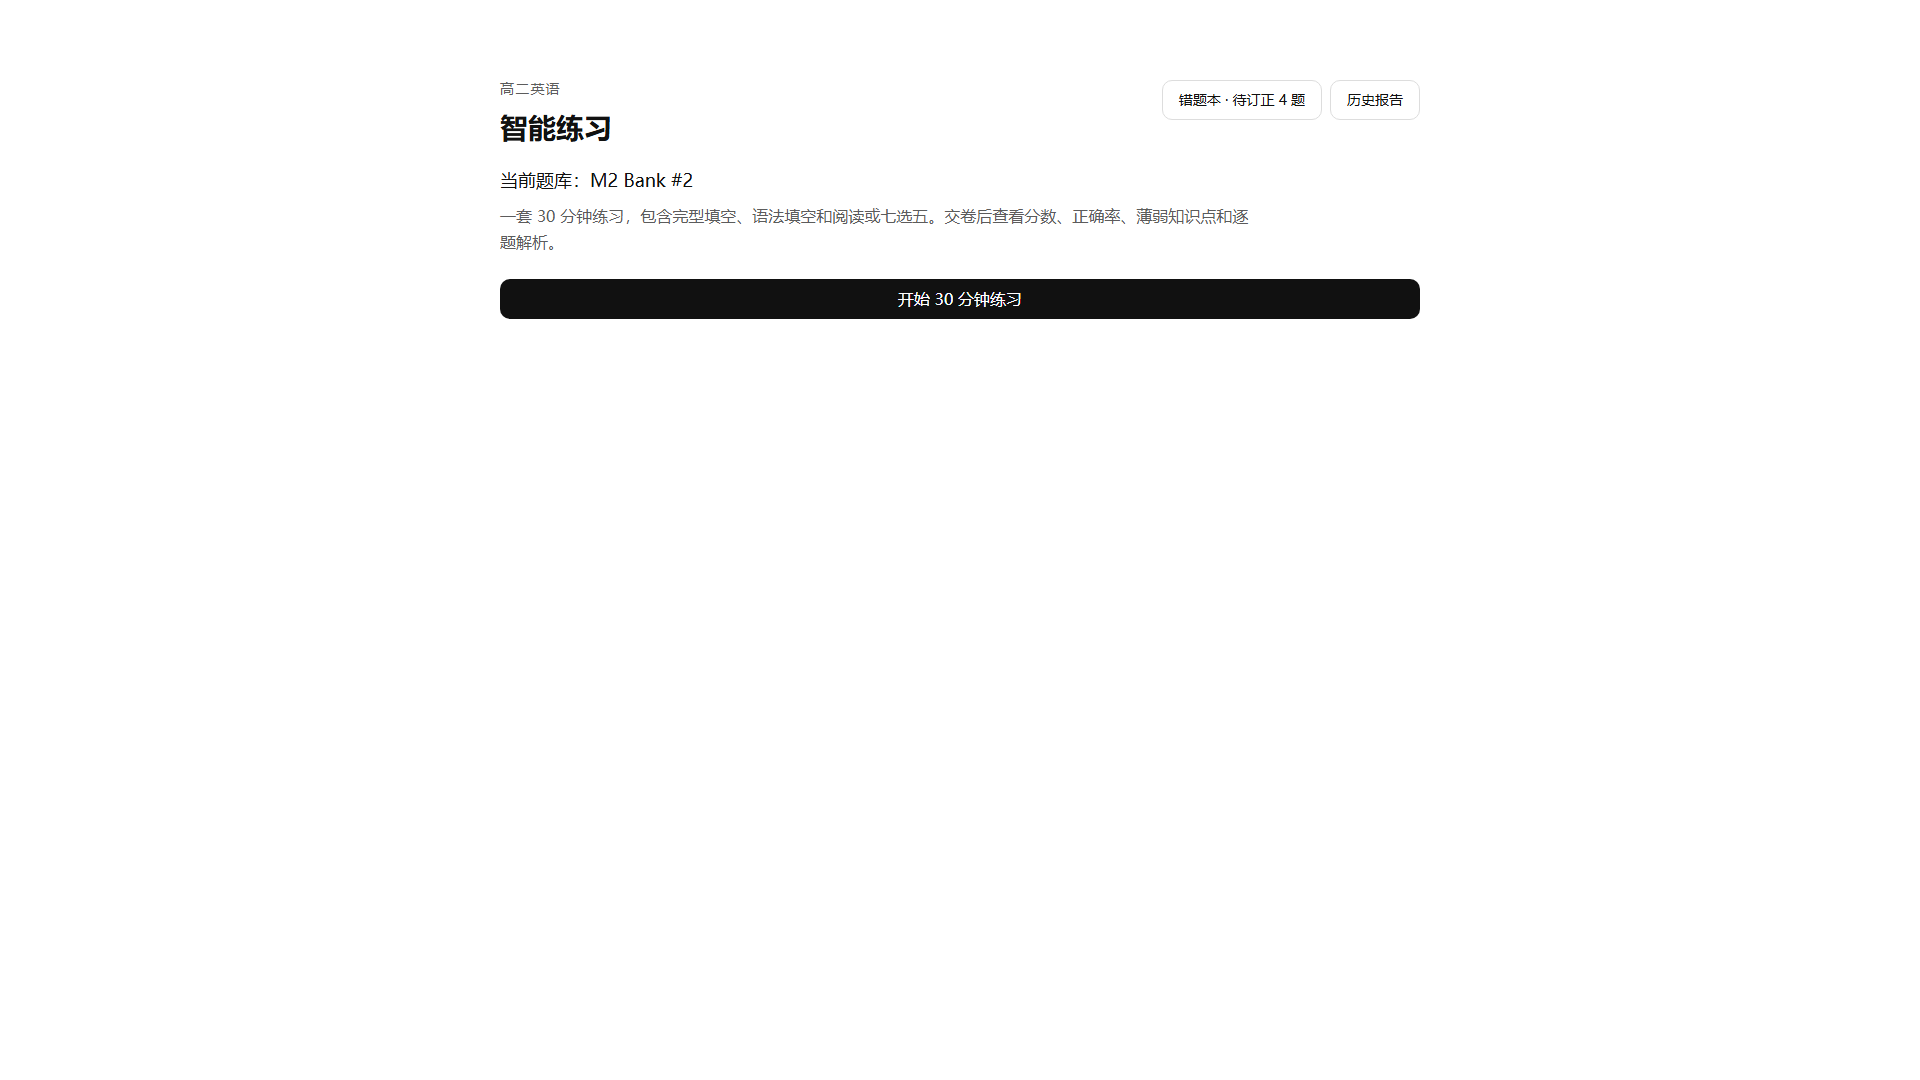 高二英语
智能练习
错题本 · 待订正 4 题
历史报告
当前题库：M2 Bank #2
一套 30 分钟练习，包含完型填空、语法填空和阅读或七选五。交卷后查看分数、正确率、薄弱知识点和逐
题解析。
开始 30 分钟练习